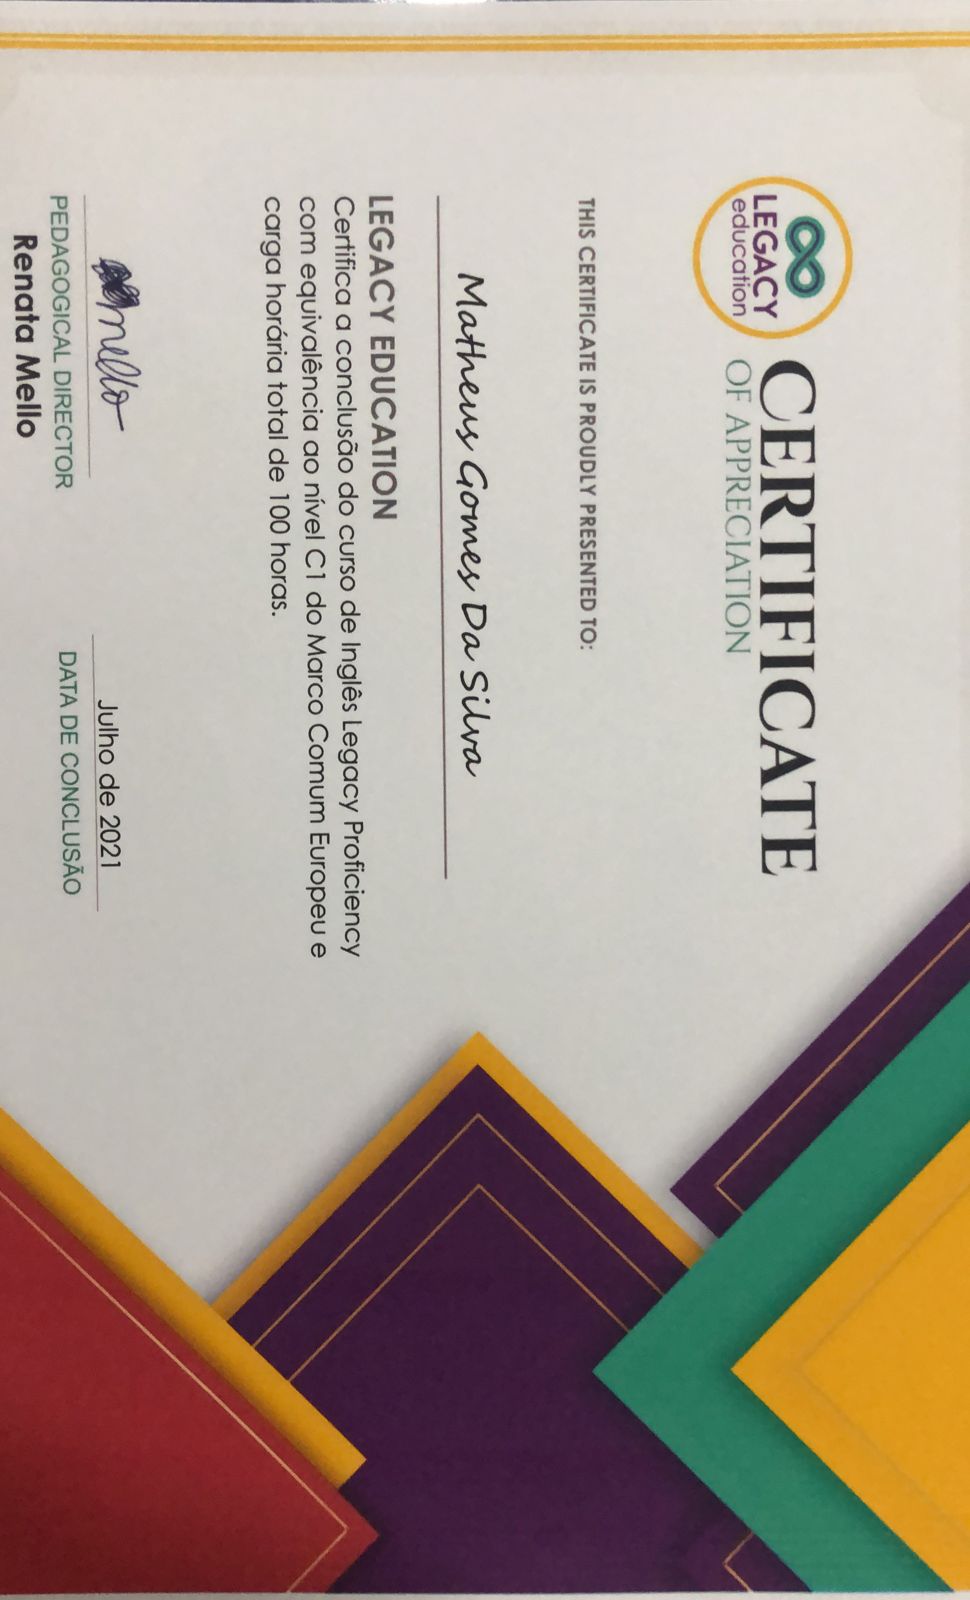 LEGACY
education
CERTIFICATE
OF APPRECIATION
THIS CERTIFICATE IS PROUDLY PRESENTED TO:
Matheus Gomes Da Silva
LEGACY EDUCATION
Certifica a conclusão do curso de Inglês Legacy Proficiency
com equivalência ao nível C1 do Marco Comum Europeu e
carga horária total de 100 horas.
Mello
PEDAGOGICAL DIRECTOR
Renata Mello
Julho de 2021
DATA DE CONCLUSÃO